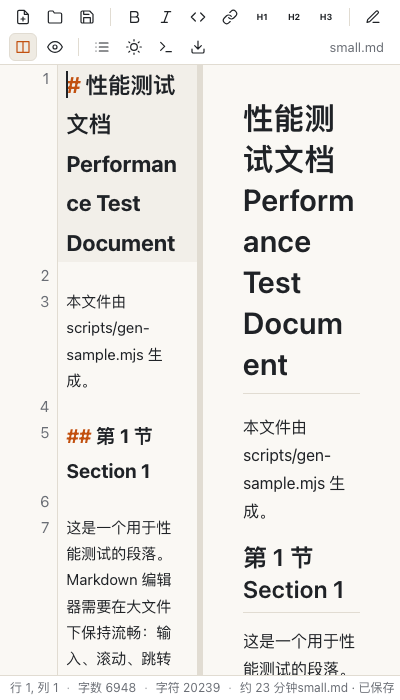 B I H1 H2 H3
small.md
1 # 性能测试
文档
Performan
ce Test
Document
2
3 本文件由
scripts/gen-
sample.mjs 生
成。
4
5 ## 第 1 节
Section 1
6
7 这是一个用于性
能测试的段落。
Markdown 编辑
器需要在大文件
下保持流畅：输
入、滚动、跳转
性能测
试文档
Perform
ance
Test
Docum
ent
本文件由
scripts/gen-
sample.mjs 生
成。
第 1 节
Section 1
这是一个用于性
能测试的段落。
行 1, 列 1 · 字数 6948 · 字符 20239 · 约 23 分钟small.md · 已保存